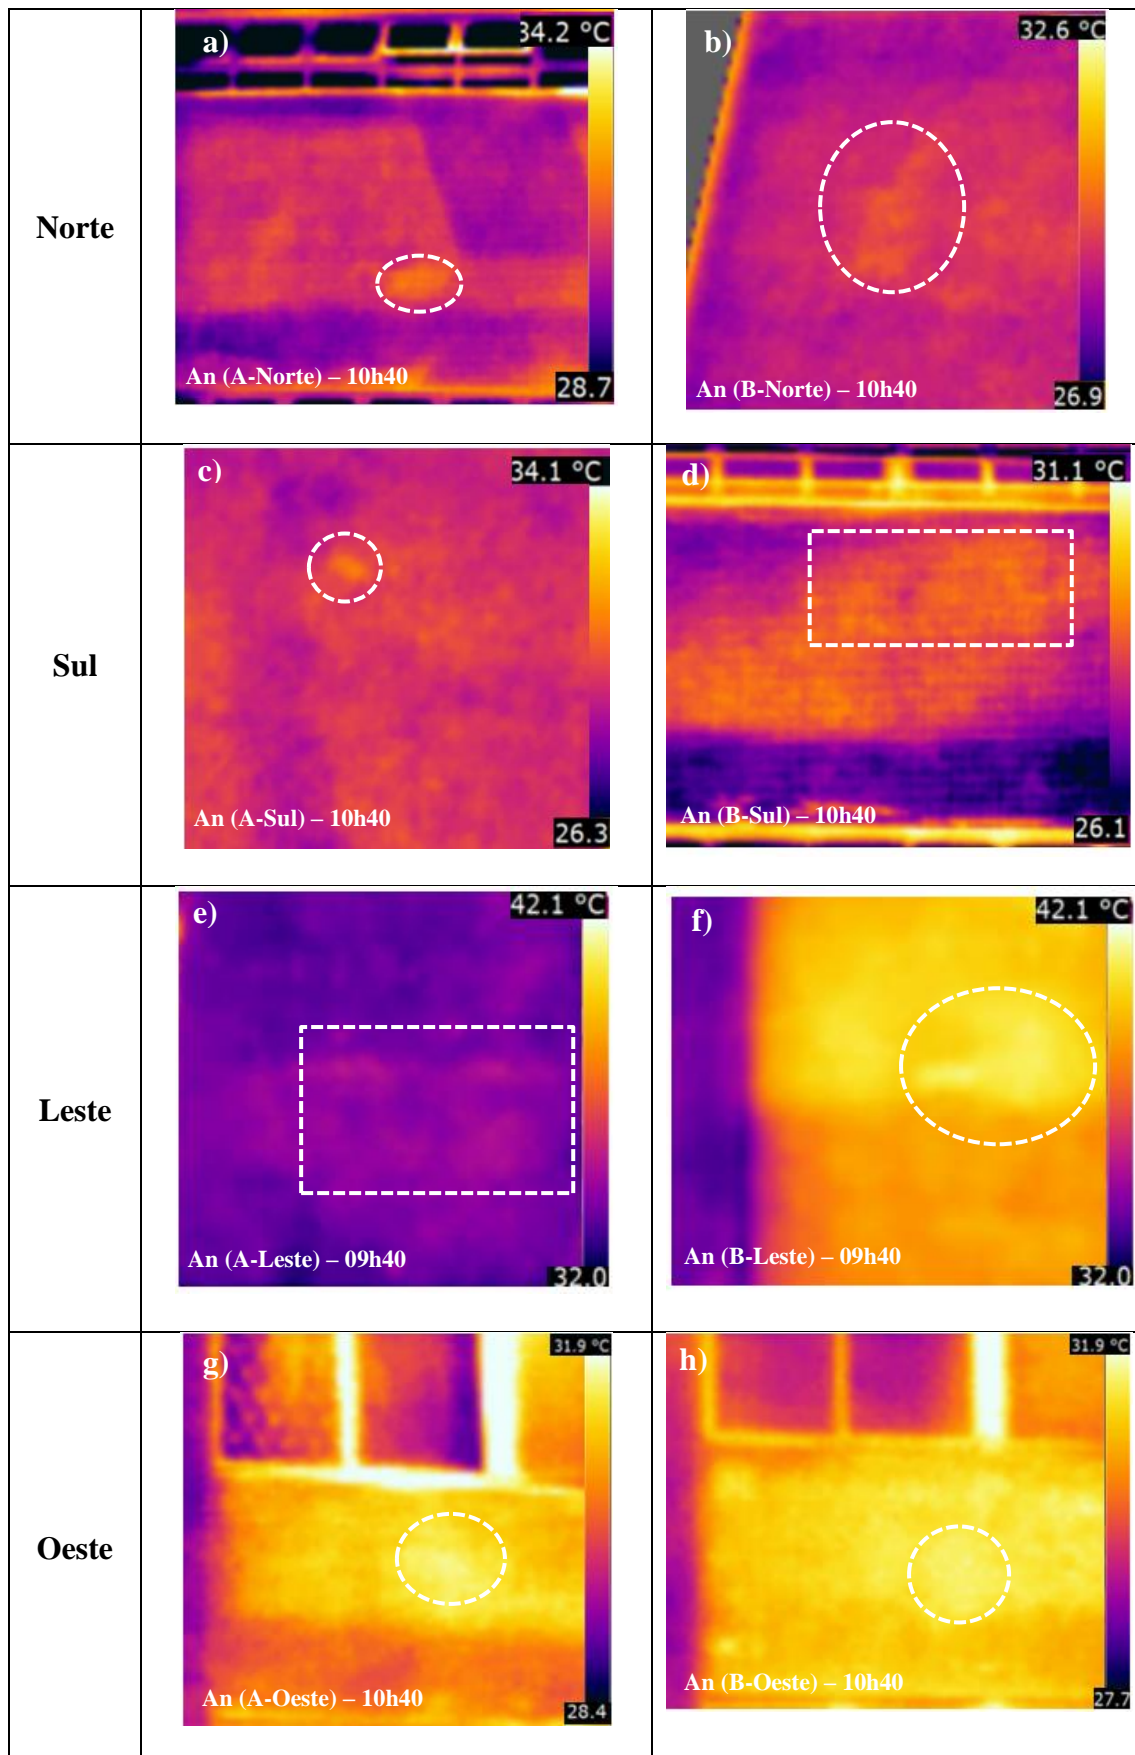 Norte
a)
34.2 °C
An (A-Norte) – 10h40
28.7
b)
32.6 °C
An (B-Norte) – 10h40
26.9
Sul
c)
34.1 °C
An (A-Sul) – 10h40
26.3
d)
31.1 °C
An (B-Sul) – 10h40
26.1
Leste
e)
42.1 °C
An (A-Leste) – 09h40
32.0
f)
42.1 °C
An (B-Leste) – 09h40
32.0
Oeste
g)
31.9 °C
An (A-Oeste) – 10h40
28.4
h)
31.9 °C
An (B-Oeste) – 10h40
27.7